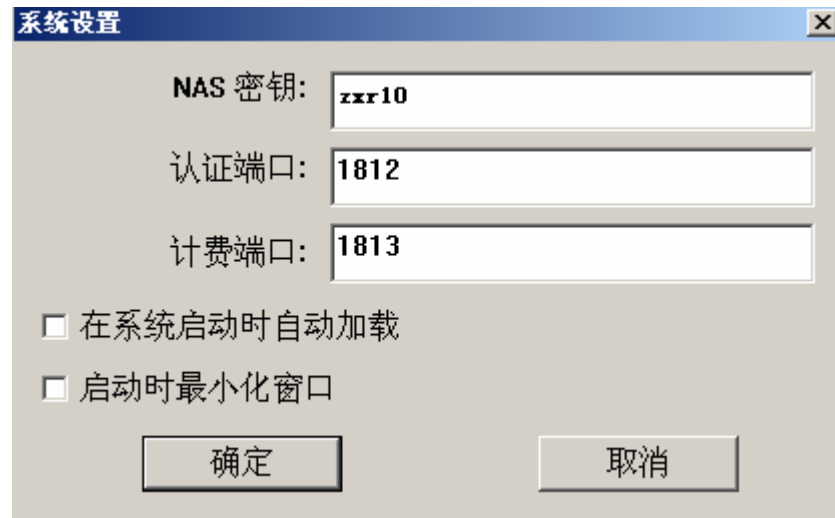 系统设置
NAS 密钥: zxr10
认证端口: 1812
计费端口: 1813
在系统启动时自动加载
启动时最小化窗口
确定 取消